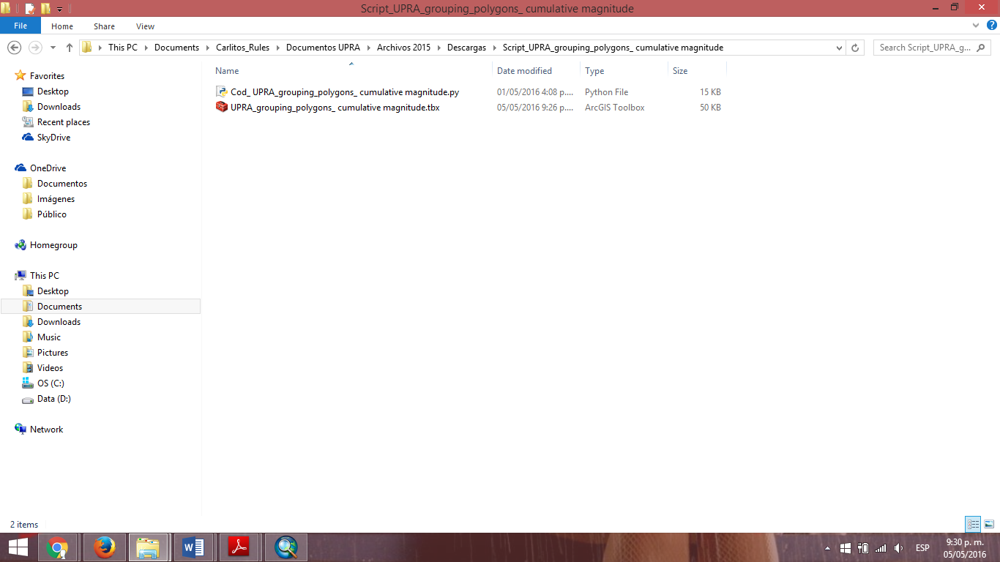 Script_UPRA_grouping_polygons_ cumulative magnitude
File Home Share View
This PC Documents Carlitos_Rules Documentos UPRA Archivos 2015 Descargas Script_UPRA_grouping_polygons_ cumulative magnitude
Search Script_UPRA_g...
Name Date modified Type Size
Cod_ UPRA_grouping_polygons_ cumulative magnitude.py 01/05/2016 4:08 p.... Python File 15 KB
UPRA_grouping_polygons_ cumulative magnitude.tbx 05/05/2016 9:26 p.... ArcGIS Toolbox 50 KB
Favorites
Desktop
Downloads
Recent places
SkyDrive
OneDrive
Documentos
Imágenes
Público
Homegroup
This PC
Desktop
Documents
Downloads
Music
Pictures
Videos
OS (C:)
Data (D:)
Network
2 items
ESP
9:30 p. m.
05/05/2016